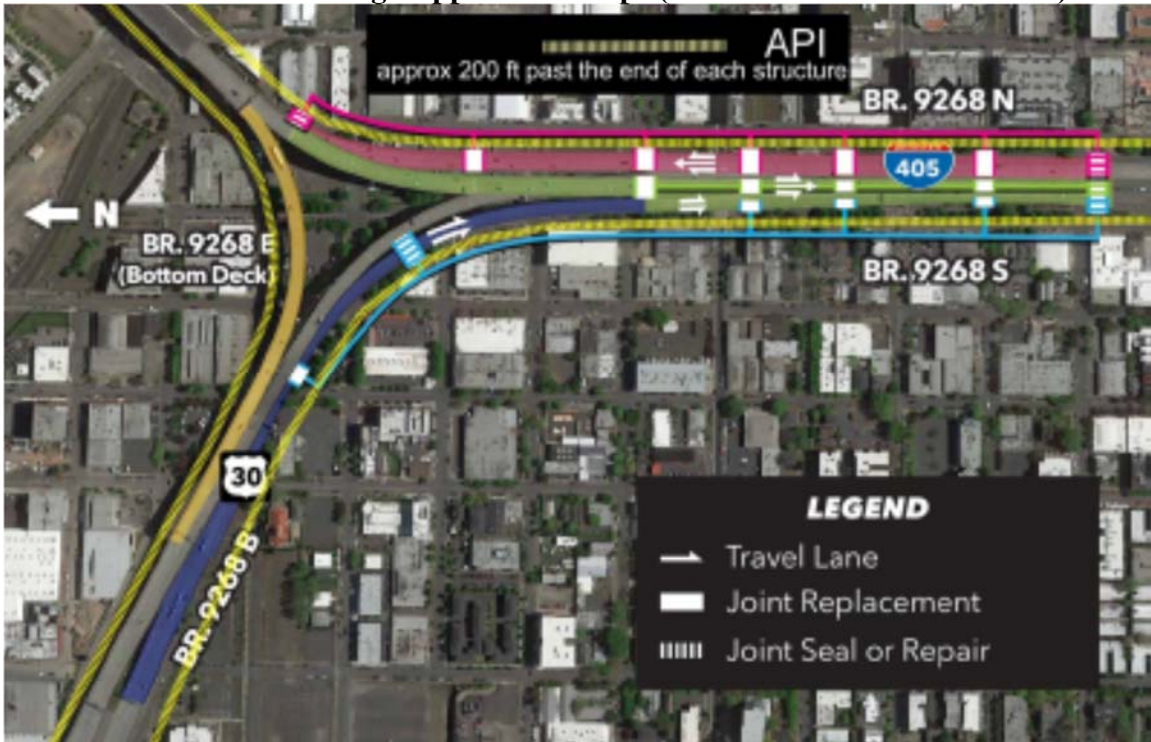 API
approx 200 ft past the end of each structure
BR. 9268 N
405
N
BR. 9268 E
(Bottom Deck)
BR. 9268 S
30
BR. 9268 B
LEGEND
Travel Lane
Joint Replacement
Joint Seal or Repair